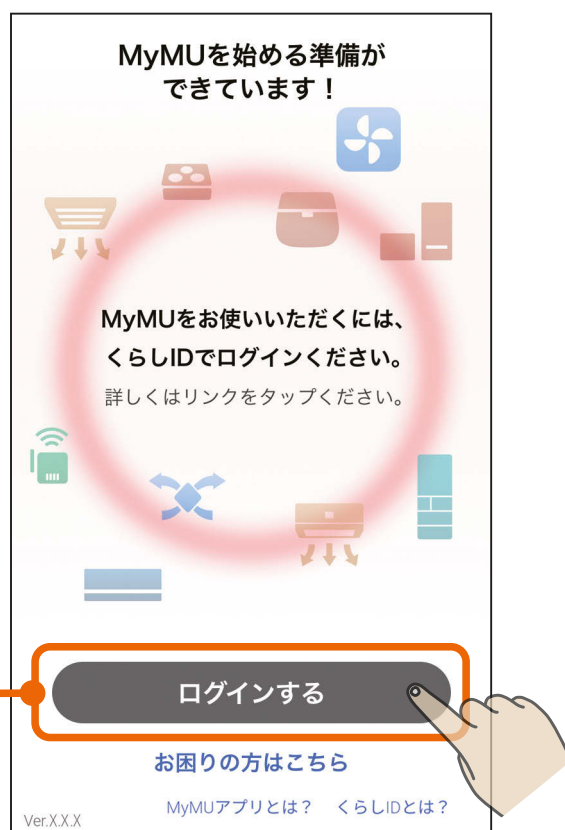 MyMUを始める準備が
できています！
MyMUをお使いいただくには、
くらしIDでログインください。
詳しくはリンクをタップください。
ログインする
お困りの方はこちら
MyMUアプリとは？ くらしIDとは？
Ver.X.X.X